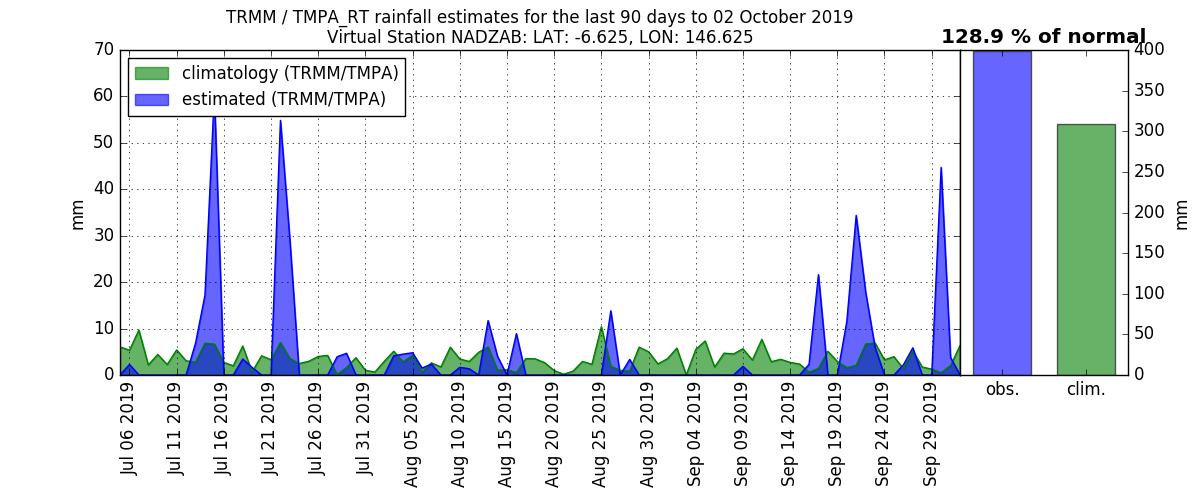 TRMM / TMPA_RT rainfall estimates for the last 90 days to 02 October 2019
Virtual Station NADZAB: LAT: -6.625, LON: 146.625
128.9 % of normal
climatology (TRMM/TMPA)
estimated (TRMM/TMPA)
70
60
50
40
30
20
10
0
mm
Jul 06 2019
Jul 11 2019
Jul 16 2019
Jul 21 2019
Jul 26 2019
Jul 31 2019
Aug 05 2019
Aug 10 2019
Aug 15 2019
Aug 20 2019
Aug 25 2019
Aug 30 2019
Sep 04 2019
Sep 09 2019
Sep 14 2019
Sep 19 2019
Sep 24 2019
Sep 29 2019
obs.
clim.
400
350
300
250
200
150
100
50
0
mm